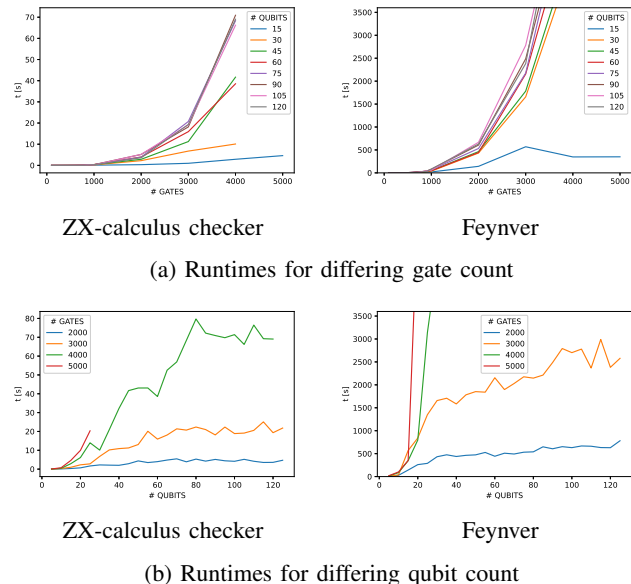 70
60
50
40
30
20
10
0
t [s]
0 1000 2000 3000 4000 5000
# GATES
# QUBITS
15
30
45
60
75
90
105
120
3500
3000
2500
2000
1500
1000
500
0
t [s]
0 1000 2000 3000 4000 5000
# GATES
# QUBITS
15
30
45
60
75
90
105
120
ZX-calculus checker Feynver
(a) Runtimes for differing gate count
80
70
60
50
40
30
20
10
0
t [s]
0 20 40 60 80 100 120
# QUBITS
# GATES
2000
3000
4000
5000
3500
3000
2500
2000
1500
1000
500
0
t [s]
0 20 40 60 80 100 120
# QUBITS
# GATES
2000
3000
4000
5000
ZX-calculus checker Feynver
(b) Runtimes for differing qubit count